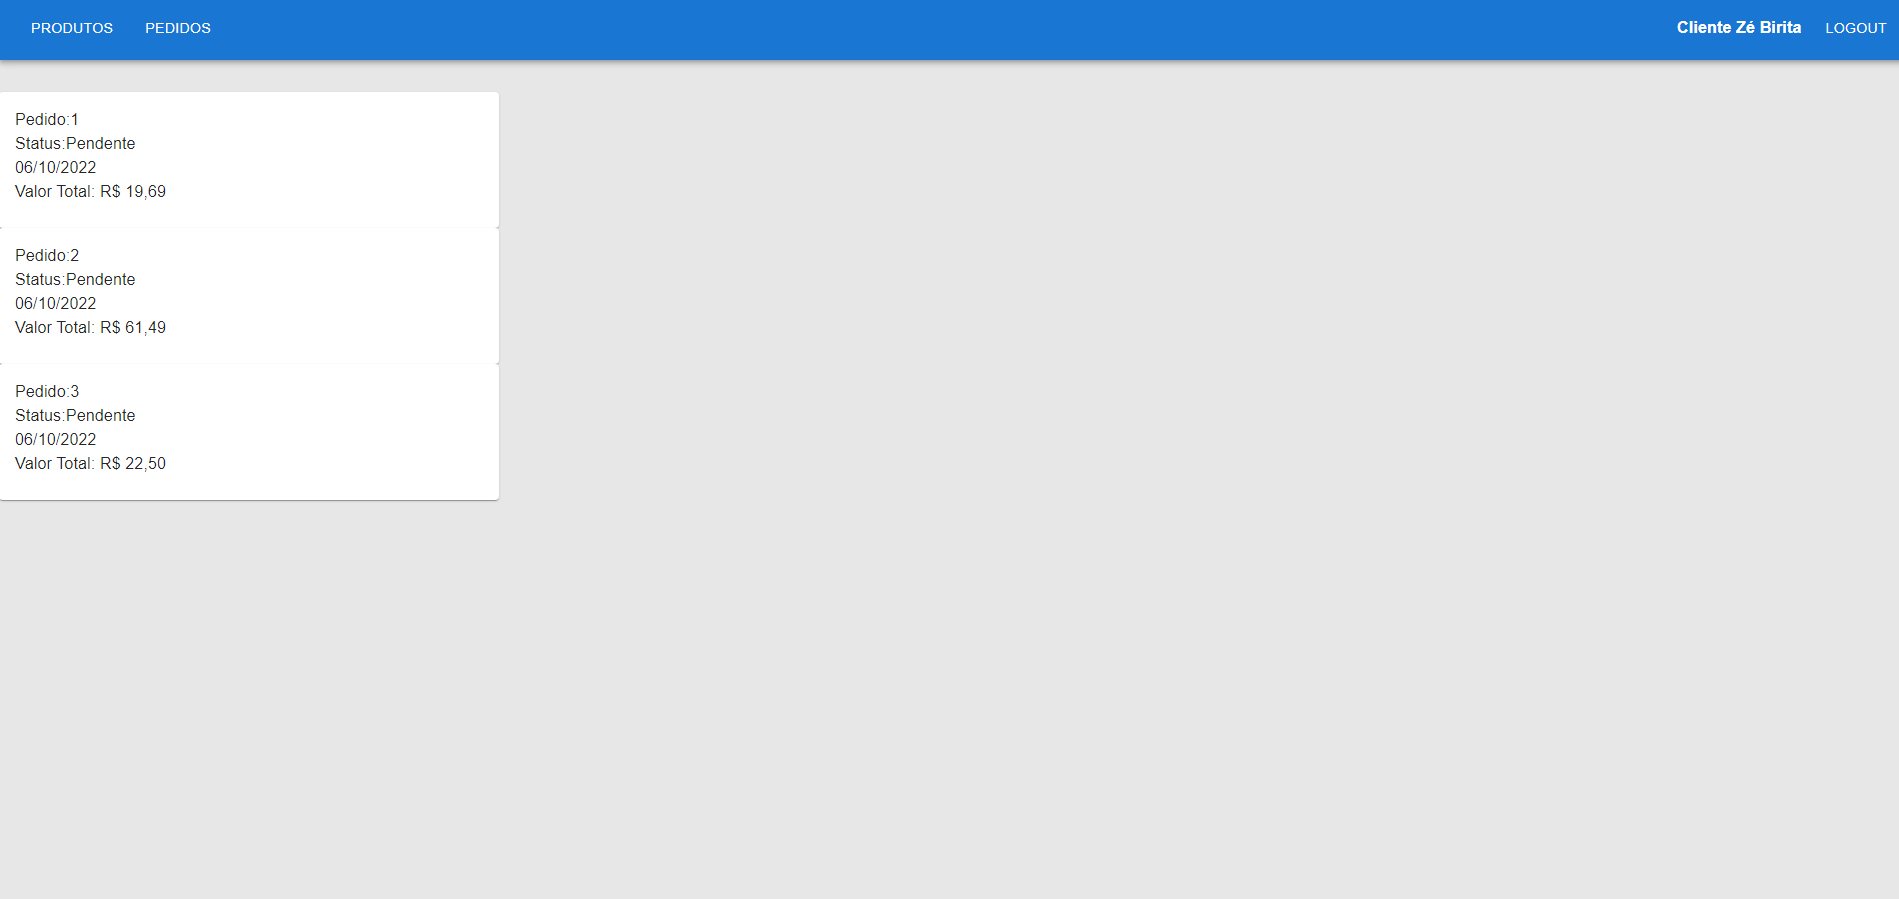 PRODUTOS PEDIDOS Cliente Zé Birita LOGOUT
Pedido:1
Status:Pendente
06/10/2022
Valor Total: R$ 19,69
Pedido:2
Status:Pendente
06/10/2022
Valor Total: R$ 61,49
Pedido:3
Status:Pendente
06/10/2022
Valor Total: R$ 22,50